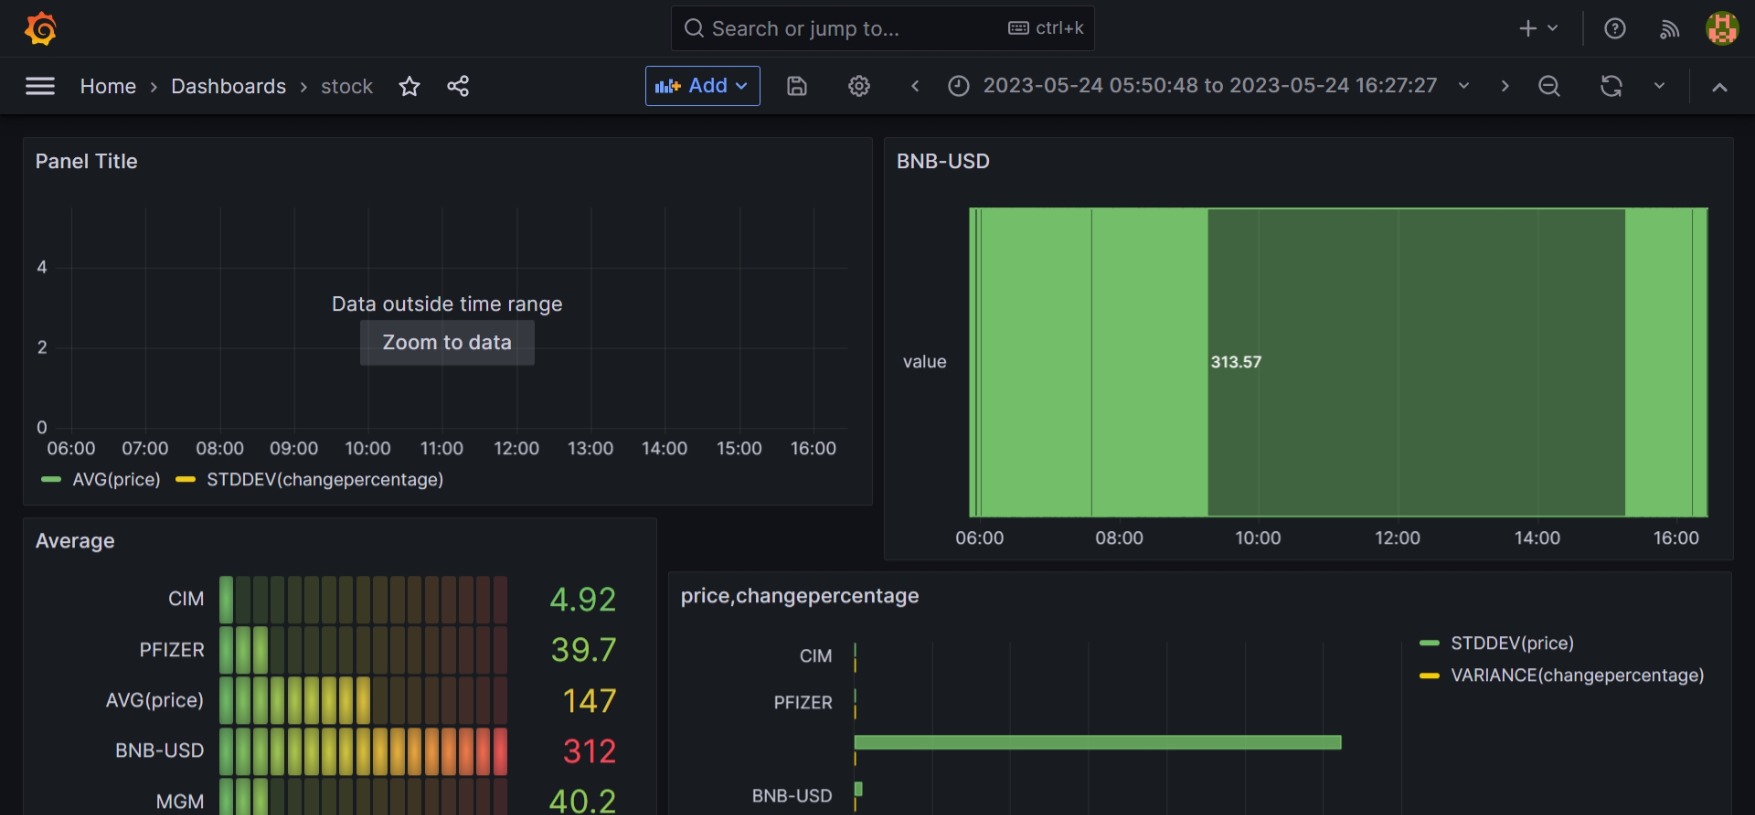 Search or jump to...
ctrl+k
Home › Dashboards › stock
Add
2023-05-24 05:50:48 to 2023-05-24 16:27:27
Panel Title
4
2
0
Data outside time range
Zoom to data
06:00 07:00 08:00 09:00 10:00 11:00 12:00 13:00 14:00 15:00 16:00
AVG(price) STDDEV(changepercentage)
BNB-USD
value
313.57
06:00 08:00 10:00 12:00 14:00 16:00
Average
CIM 4.92
PFIZER 39.7
AVG(price) 147
BNB-USD 312
MGM 40.2
price,changepercentage
CIM
PFIZER
BNB-USD
STDDEV(price)
VARIANCE(changepercentage)